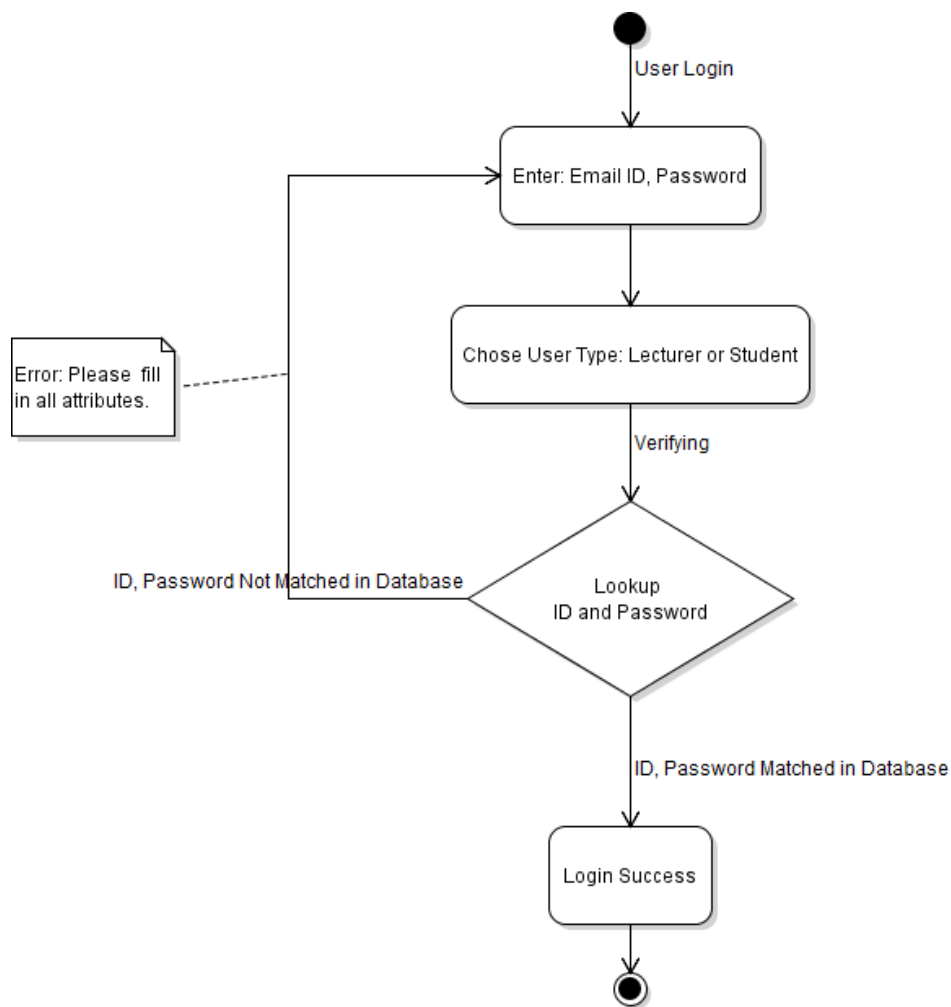 User Login
Enter: Email ID, Password
Chose User Type: Lecturer or Student
Error: Please fill
in all attributes.
Verifying
ID, Password Not Matched in Database
Lookup
ID and Password
ID, Password Matched in Database
Login Success